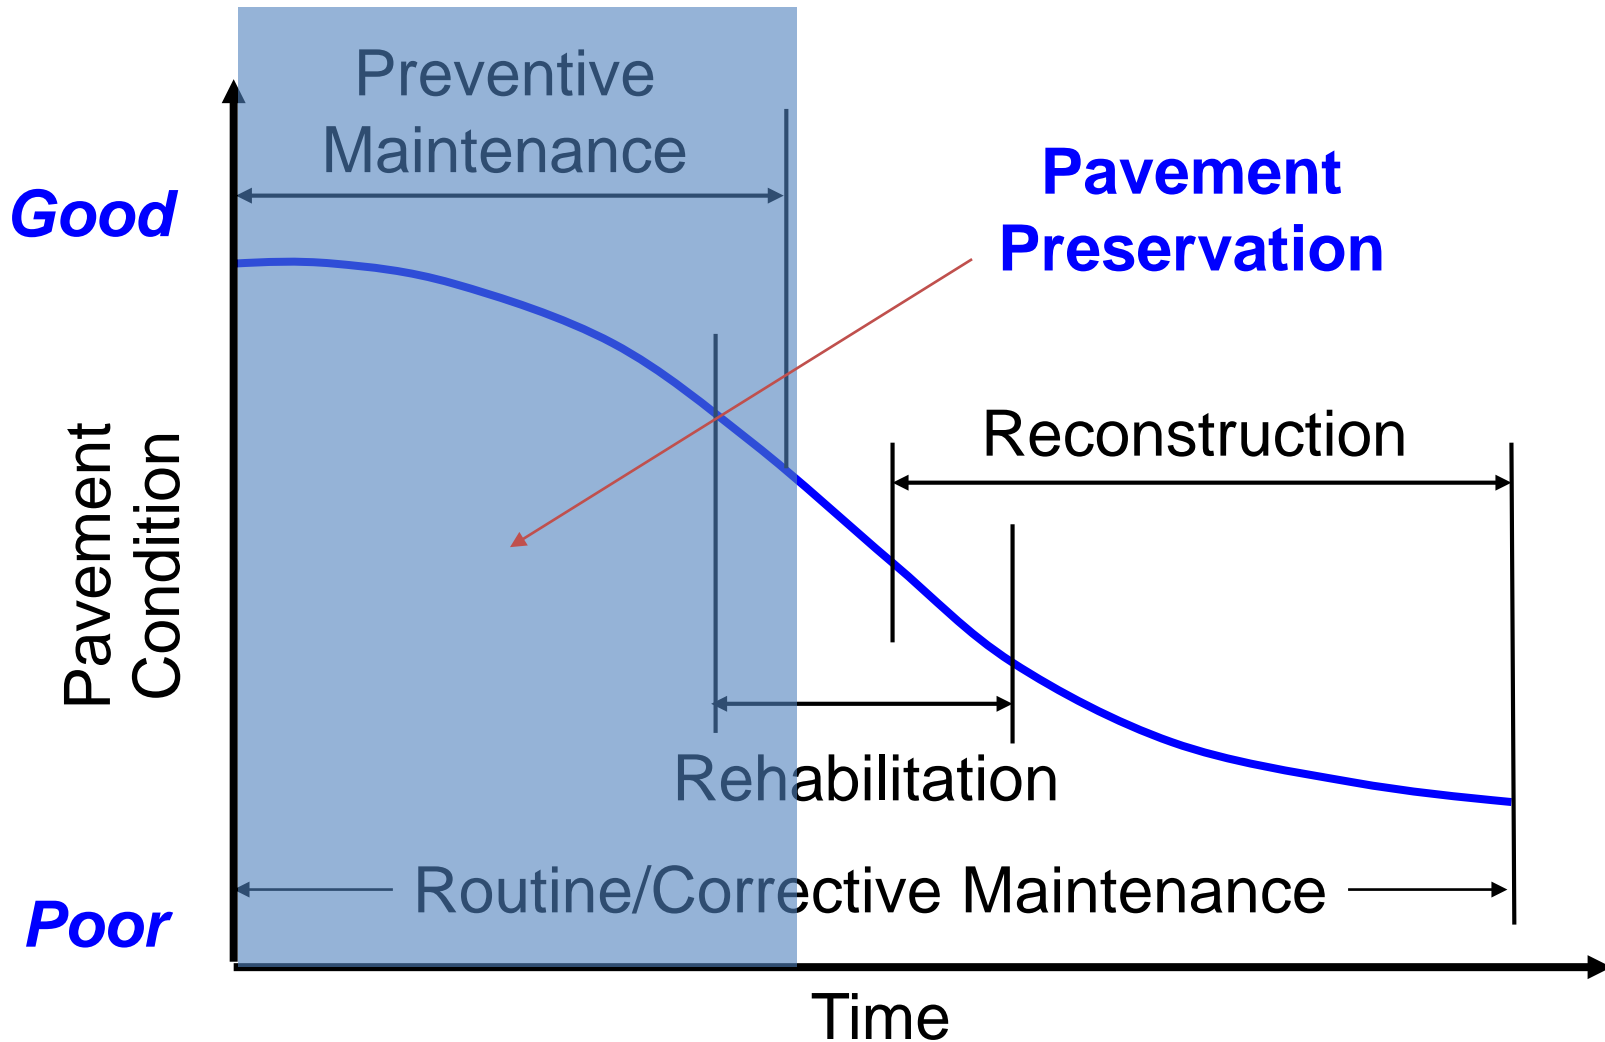 Preventive
Maintenance
Good
Pavement
Preservation
Pavement
Condition
Reconstruction
Rehabilitation
Routine/Corrective Maintenance
Poor
Time